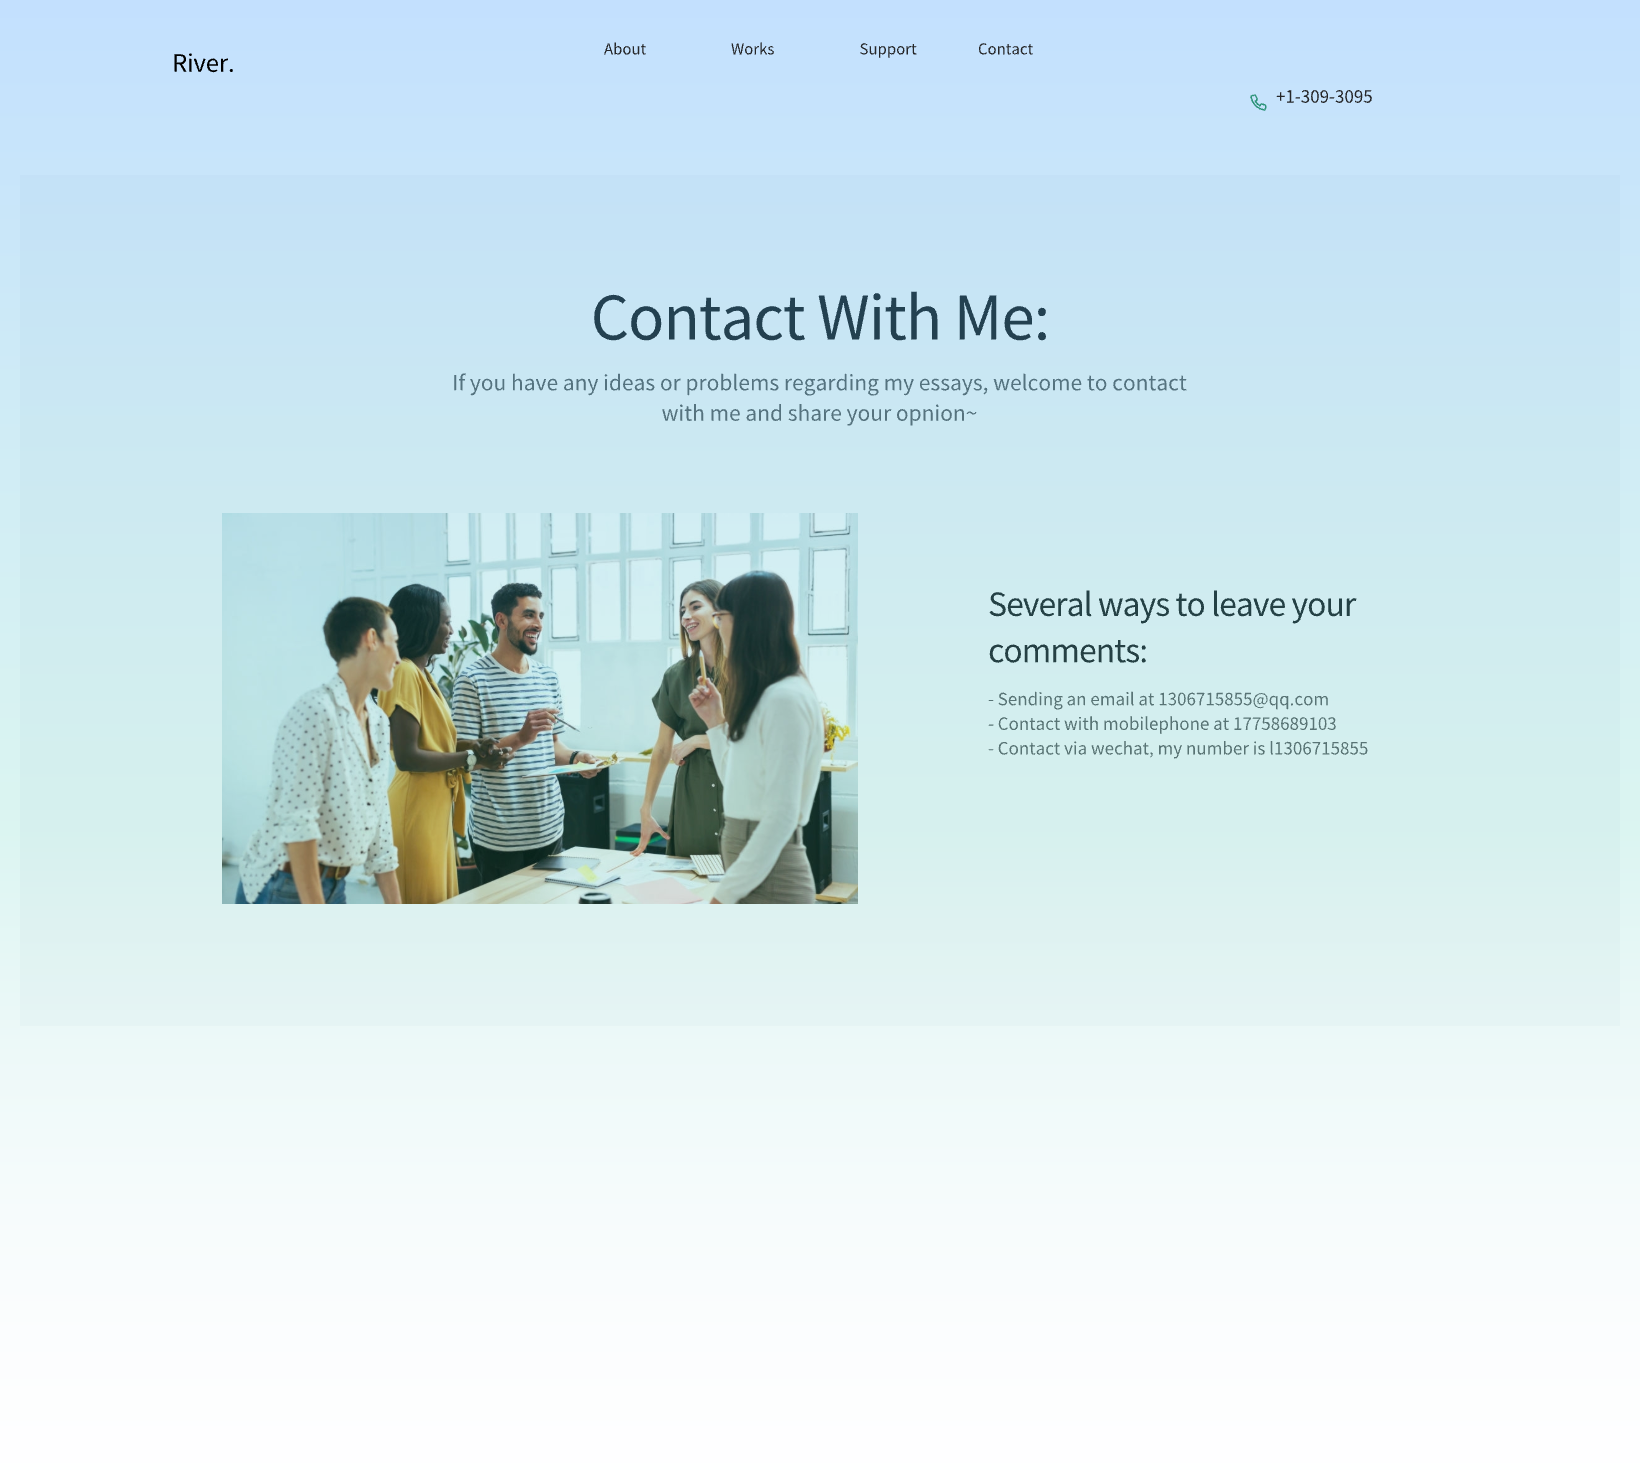 River.
About
Works
Support
Contact
+1-309-3095
Contact With Me:
If you have any ideas or problems regarding my essays, welcome to contact
with me and share your opnion~
Several ways to leave your
comments:
- Sending an email at 1306715855@qq.com
- Contact with mobilephone at 17758689103
- Contact via wechat, my number is l1306715855